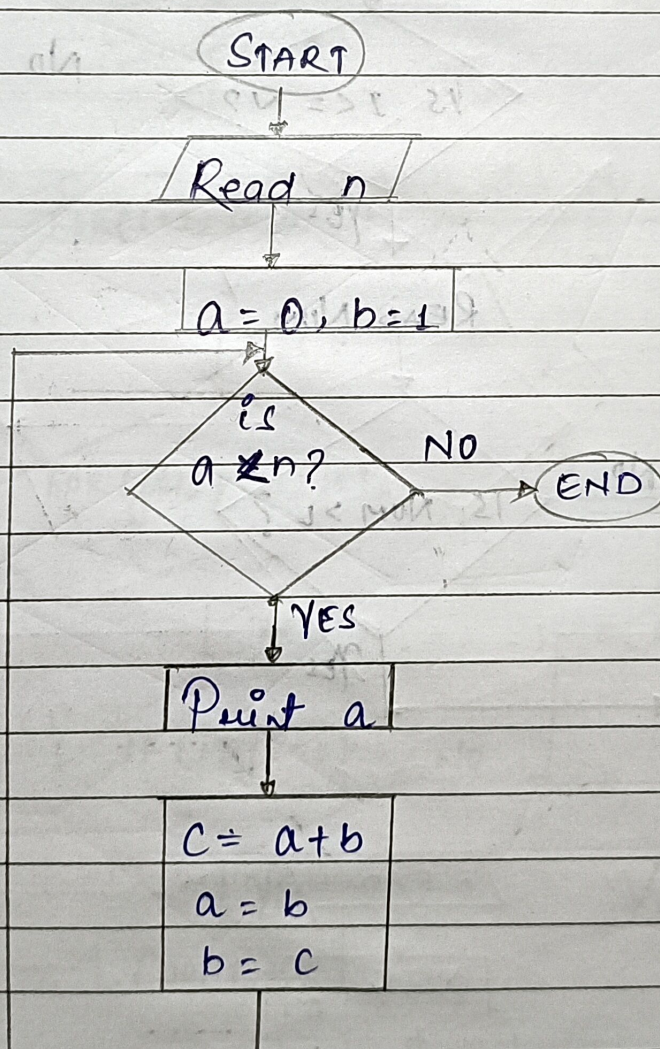 START
Read n
a = 0, b = 1
is
a < n?
NO
END
YES
Print a
C = a + b
a = b
b = c